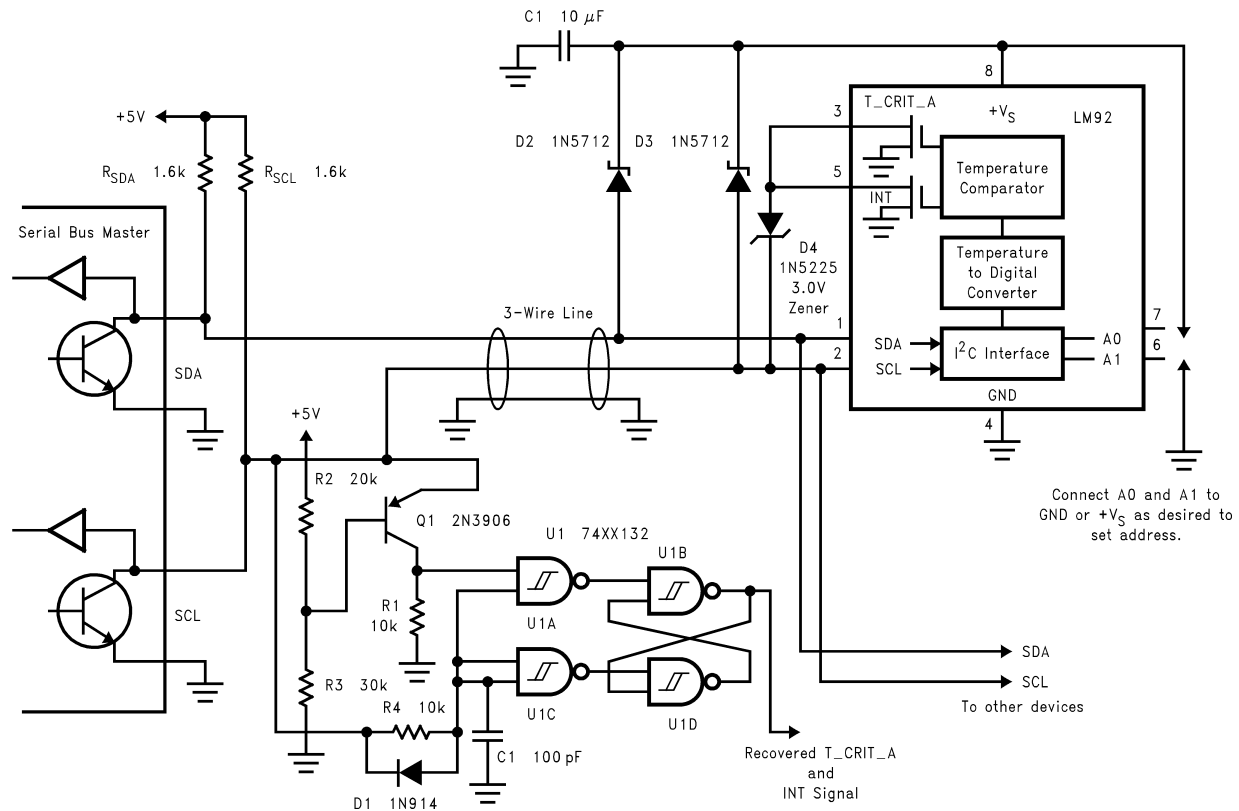 C1 10 μF
8
+5V
T_CRIT_A
3
+VS
LM92
D2 1N5712
D3 1N5712
RSDA 1.6k
RSCL 1.6k
Temperature
Comparator
5
INT
Serial Bus Master
D4
1N5225
3.0V
Zener
Temperature
to Digital
Converter
3-Wire Line
1
7
SDA
A0
I2C Interface
2
6
SCL
A1
SDA
GND
4
+5V
R2 20k
Connect A0 and A1 to
GND or +VS as desired to
set address.
Q1 2N3906
U1 74XX132
U1B
R1
10k
SCL
U1A
SDA
R3 30k
SCL
R4 10k
U1C
To other devices
U1D
C1 100 pF
Recovered T_CRIT_A
and
INT Signal
D1 1N914